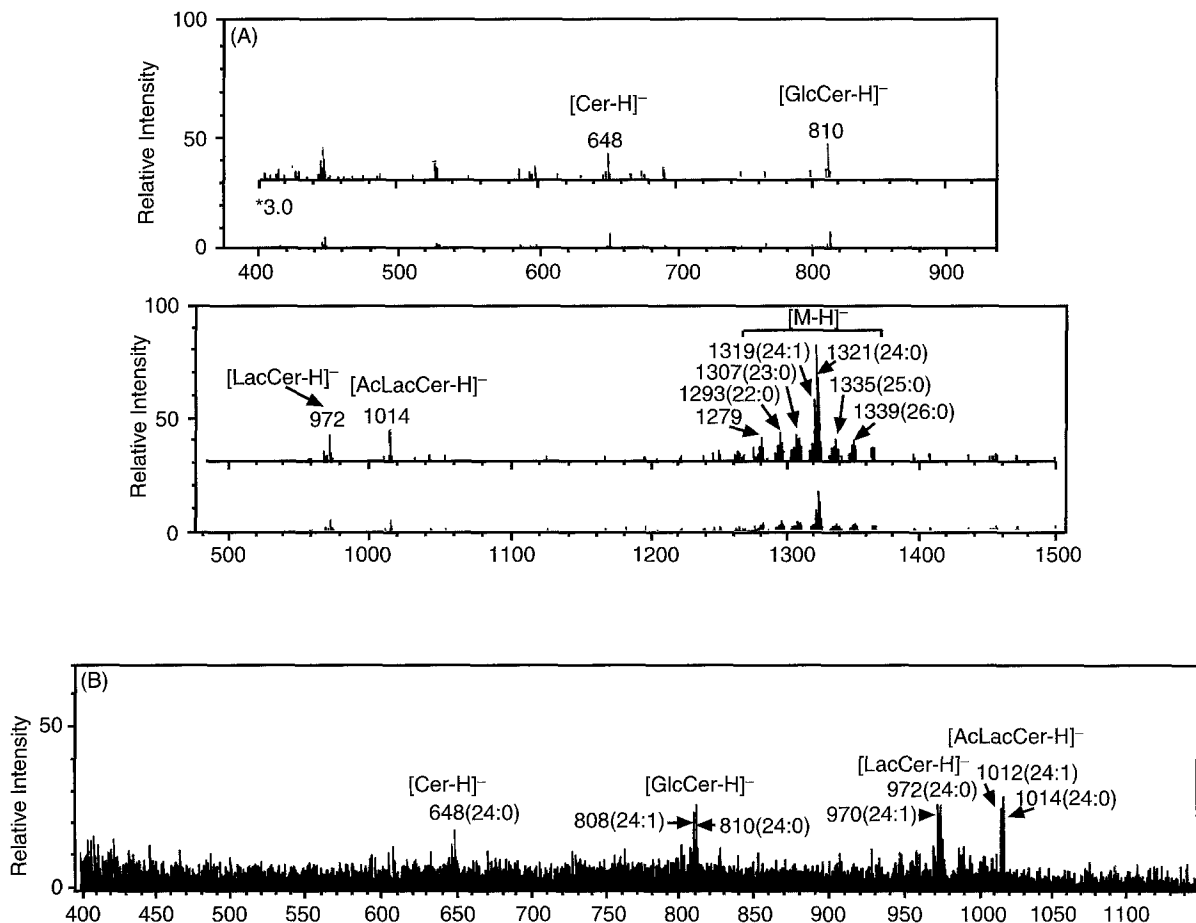 100
(A)
[Cer-H]⁻
[GlcCer-H]⁻
648
810
50
*3.0
0
400 500 600 700 800 900
Relative Intensity
100
[M-H]⁻
1319(24:1) 1321(24:0)
1307(23:0)
1293(22:0) 1335(25:0)
1279 1339(26:0)
[LacCer-H]⁻ [AcLacCer-H]⁻
972 1014
50
0
500 1000 1100 1200 1300 1400 1500
Relative Intensity
(B)
50
[AcLacCer-H]⁻
[Cer-H]⁻ [GlcCer-H]⁻ [LacCer-H]⁻ 1012(24:1)
648(24:0) 808(24:1) 810(24:0) 972(24:0) 1014(24:0)
970(24:1)
0
400 450 500 550 600 650 700 750 800 850 900 950 1000 1050 1100
Relative Intensity